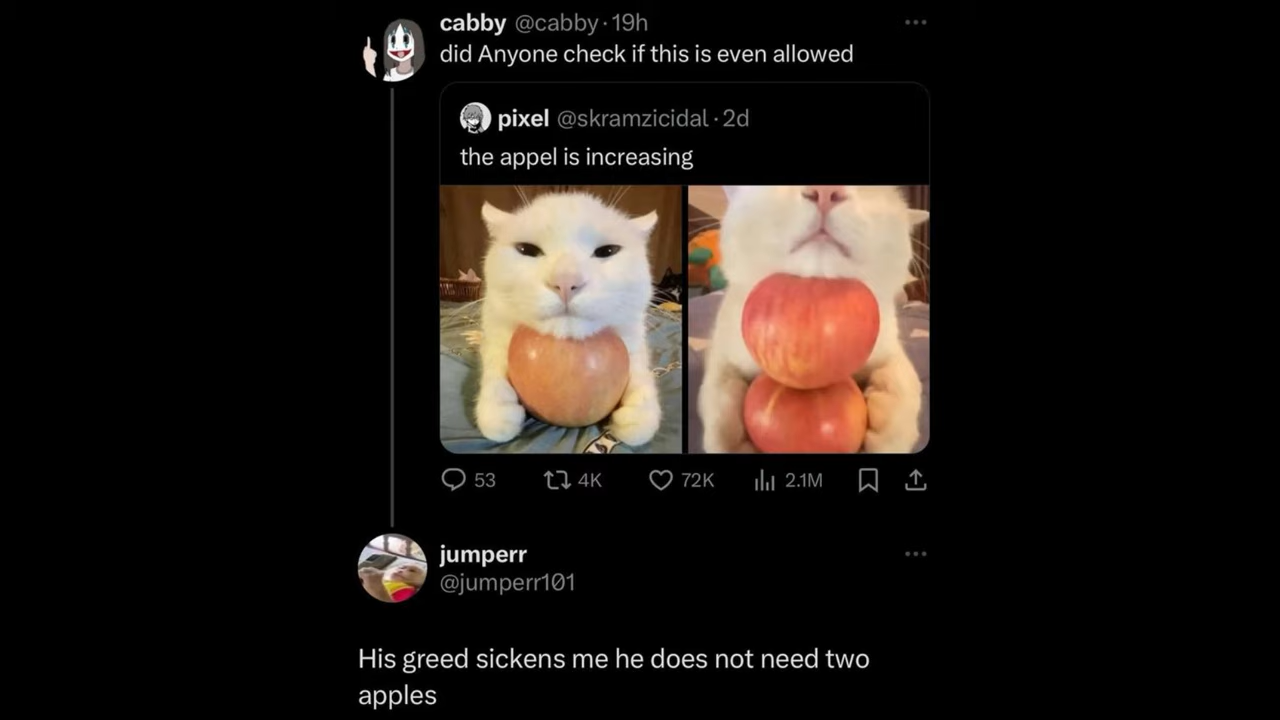 cabby @cabby · 19h
did Anyone check if this is even allowed
pixel @skramzicidal · 2d
the appel is increasing
53 4K 72K 2.1M
jumperr
@jumperr101
His greed sickens me he does not need two
apples